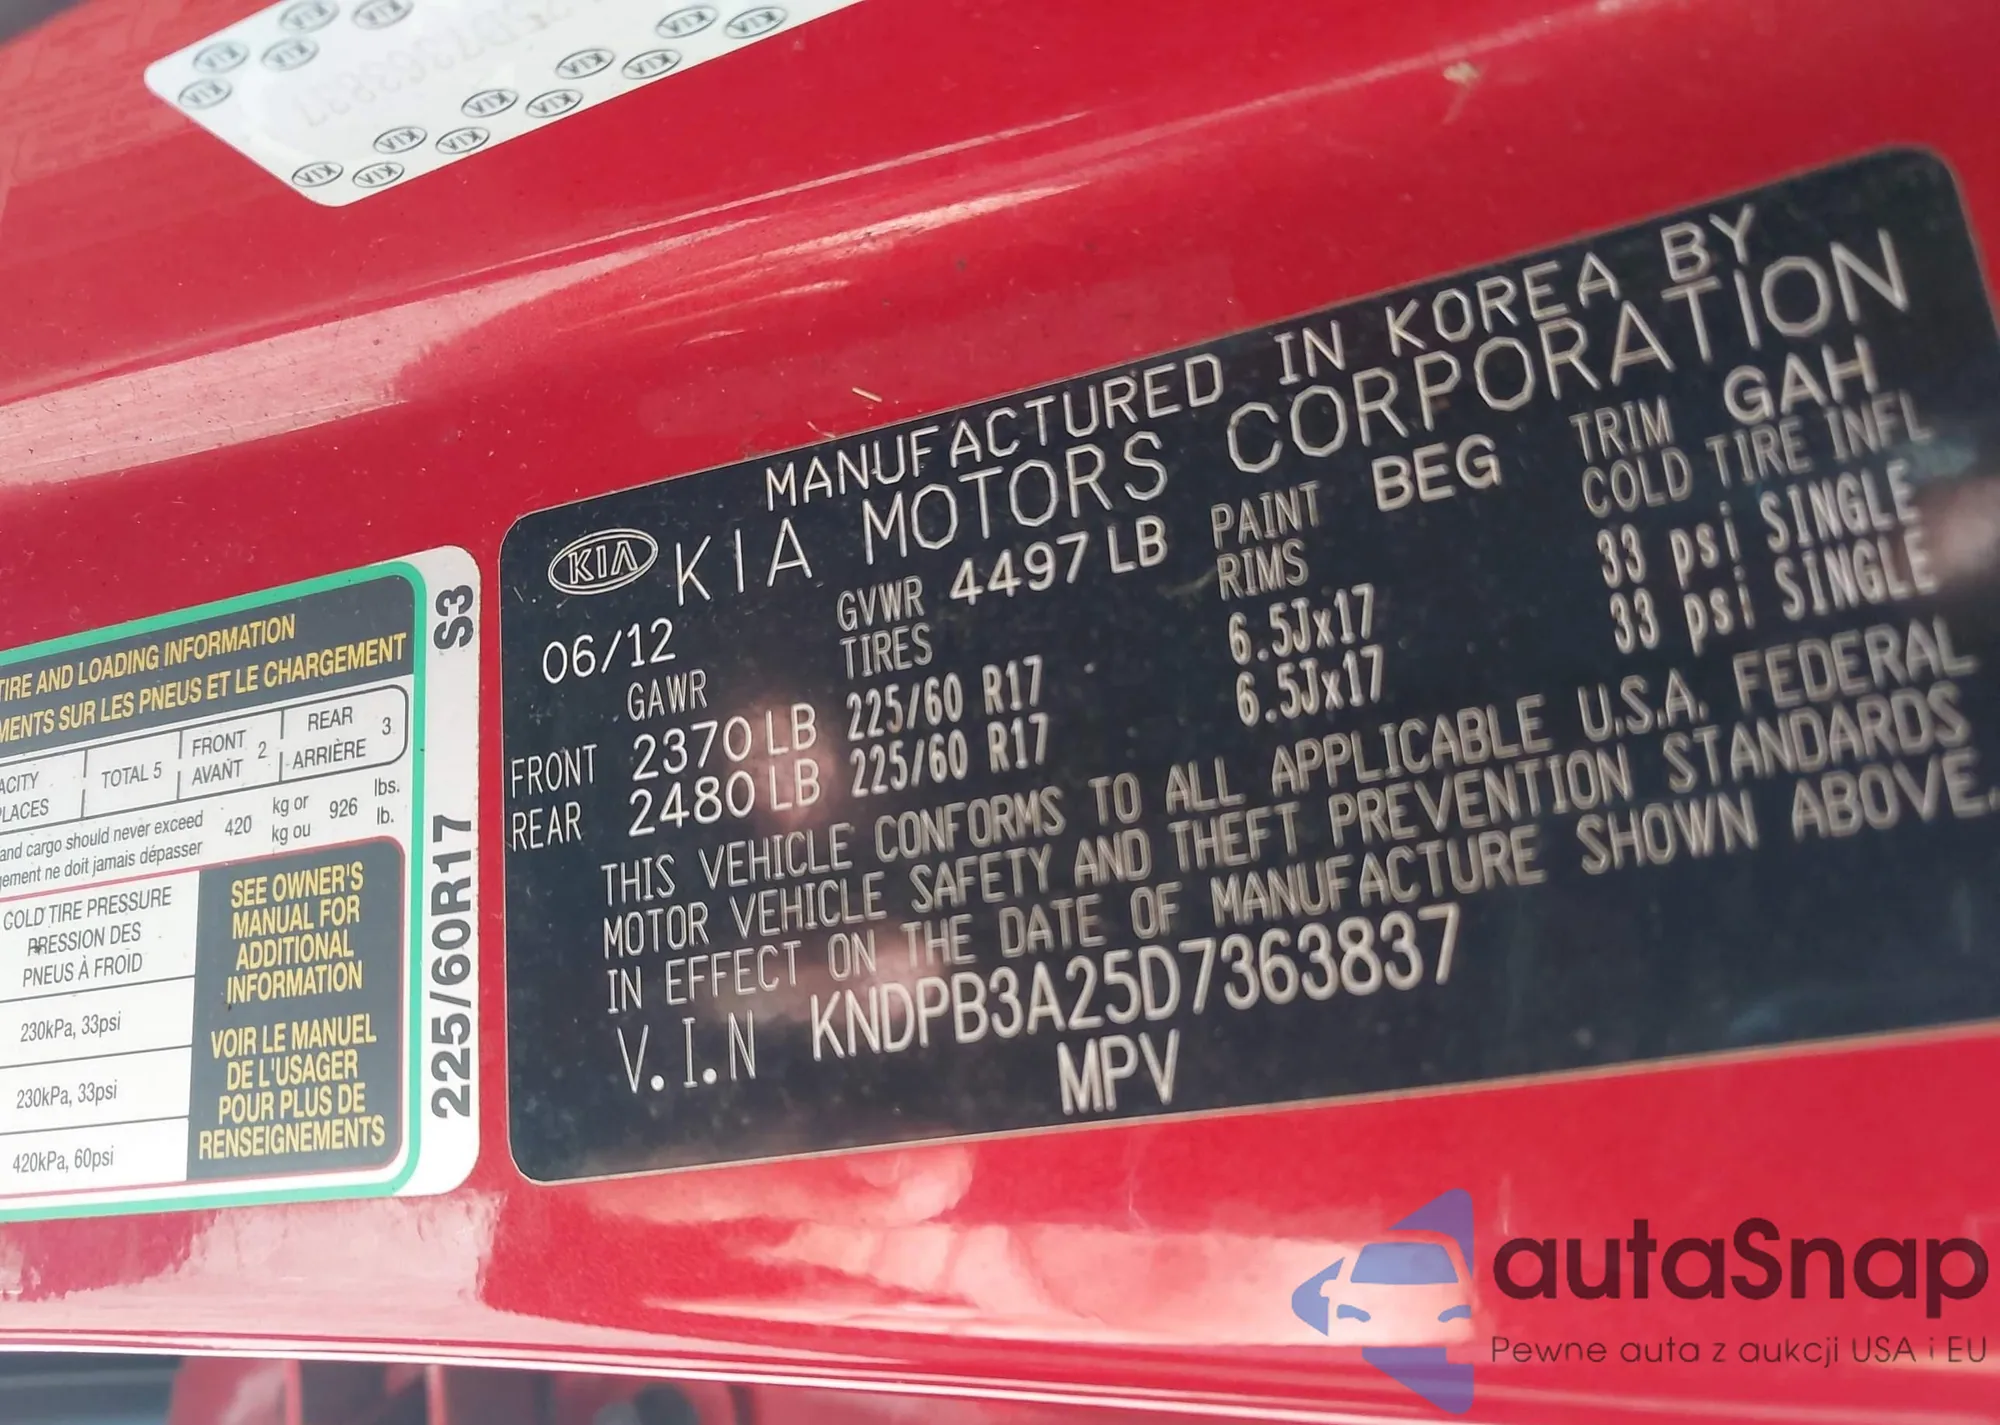 KIA
MANUFACTURED IN KOREA BY
KIA MOTORS CORPORATION
06/12 GVWR 4497 LB PAINT BEG TRIM GAH
GAWR TIRES RIMS COLD TIRE INFL
FRONT 2370 LB 225/60 R17 6.5Jx17 33 psi SINGLE
REAR 2480 LB 225/60 R17 6.5Jx17 33 psi SINGLE
THIS VEHICLE CONFORMS TO ALL APPLICABLE U.S.A. FEDERAL
MOTOR VEHICLE SAFETY AND THEFT PREVENTION STANDARDS
IN EFFECT ON THE DATE OF MANUFACTURE SHOWN ABOVE.
V.I.N KNDPB3A25D7363837
MPV
TIRE AND LOADING INFORMATION
MENTS SUR LES PNEUS ET LE CHARGEMENT
ACITY TOTAL 5 FRONT 2 REAR 3
PLACES AVANT ARRIÈRE
and cargo should never exceed 420 kg or 926 lbs.
gement ne doit jamais dépasser kg ou lb.
COLD TIRE PRESSURE
PRESSION DES
PNEUS À FROID
230kPa, 33psi
230kPa, 33psi
420kPa, 60psi
SEE OWNER'S
MANUAL FOR
ADDITIONAL
INFORMATION
VOIR LE MANUEL
DE L'USAGER
POUR PLUS DE
RENSEIGNEMENTS
225/60R17 S3
autaSnap
Pewne auta z aukcji USA i EU